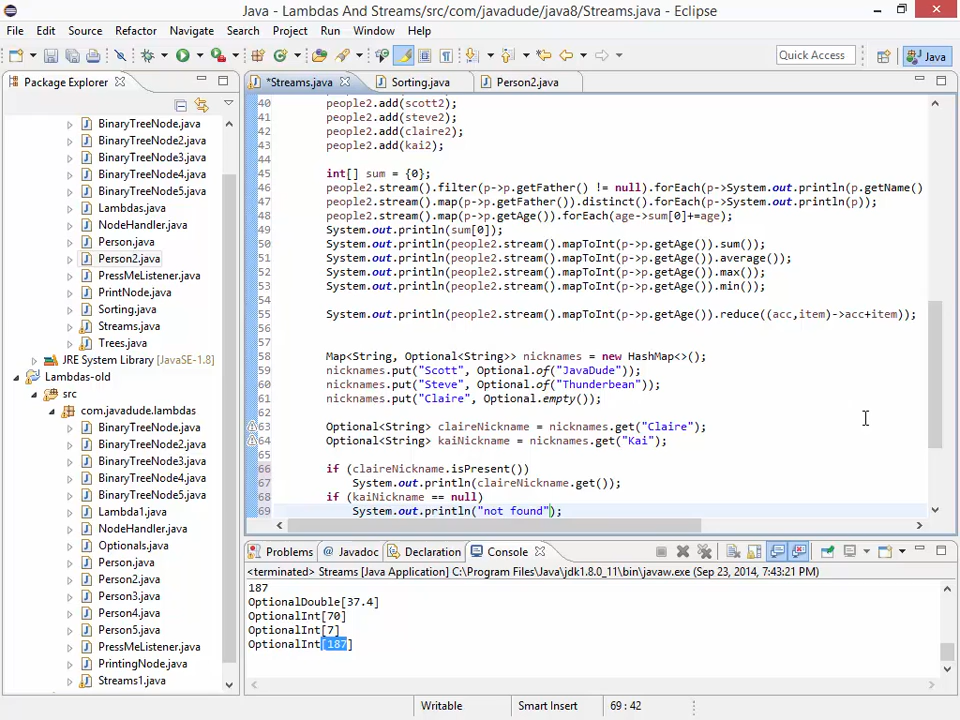 Java - Lambdas And Streams/src/com/javadude/java8/Streams.java - Eclipse
File Edit Source Refactor Navigate Search Project Run Window Help
Quick Access Java
Package Explorer
*Streams.java Sorting.java Person2.java
BinaryTreeNode.java
BinaryTreeNode2.java
BinaryTreeNode3.java
BinaryTreeNode4.java
BinaryTreeNode5.java
Lambdas.java
NodeHandler.java
Person.java
Person2.java
PressMeListener.java
PrintNode.java
Sorting.java
Streams.java
Trees.java
JRE System Library [JavaSE-1.8]
Lambdas-old
src
com.javadude.lambdas
BinaryTreeNode.java
BinaryTreeNode2.java
BinaryTreeNode3.java
BinaryTreeNode4.java
BinaryTreeNode5.java
Lambda1.java
NodeHandler.java
Optionals.java
Person.java
Person2.java
Person3.java
Person4.java
Person5.java
PressMeListener.java
PrintingNode.java
Streams1.java
40 people2.add(scott2);
41 people2.add(steve2);
42 people2.add(claire2);
43 people2.add(kai2);
44
45 int[] sum = {0};
46 people2.stream().filter(p->p.getFather() != null).forEach(p->System.out.println(p.getName()
47 people2.stream().map(p->p.getFather()).distinct().forEach(p->System.out.println(p));
48 people2.stream().map(p->p.getAge()).forEach(age->sum[0]+=age);
49 System.out.println(sum[0]);
50 System.out.println(people2.stream().mapToInt(p->p.getAge()).sum());
51 System.out.println(people2.stream().mapToInt(p->p.getAge()).average());
52 System.out.println(people2.stream().mapToInt(p->p.getAge()).max());
53 System.out.println(people2.stream().mapToInt(p->p.getAge()).min());
54
55 System.out.println(people2.stream().mapToInt(p->p.getAge()).reduce((acc,item)->acc+item));
56
57
58 Map<String, Optional<String>> nicknames = new HashMap<>();
59 nicknames.put("Scott", Optional.of("JavaDude"));
60 nicknames.put("Steve", Optional.of("Thunderbean"));
61 nicknames.put("Claire", Optional.empty());
62
63 Optional<String> claireNickname = nicknames.get("Claire");
64 Optional<String> kaiNickname = nicknames.get("Kai");
65
66 if (claireNickname.isPresent())
67 System.out.println(claireNickname.get());
68 if (kaiNickname == null)
69 System.out.println("not found");
Problems Javadoc Declaration Console
<terminated> Streams [Java Application] C:\Program Files\Java\jdk1.8.0_11\bin\javaw.exe (Sep 23, 2014, 7:43:21 PM)
187
OptionalDouble[37.4]
OptionalInt[70]
OptionalInt[7]
OptionalInt[187]
Writable Smart Insert 69 : 42